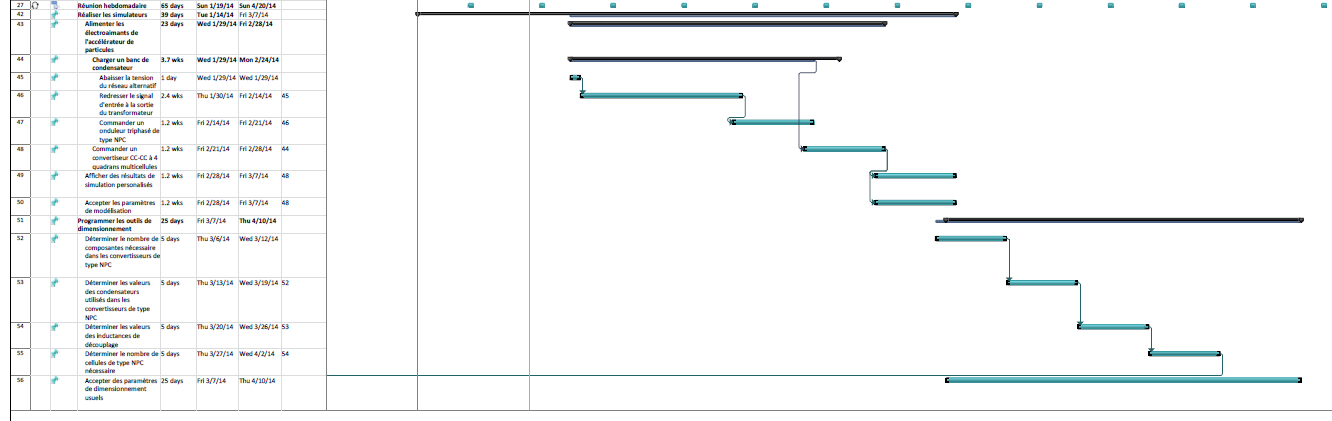 27 Réunion hebdomadaire 65 days Sun 1/19/14 Sun 4/20/14
42 Réaliser les simulateurs 39 days Tue 1/14/14 Fri 3/7/14
43 Alimenter les 23 days Wed 1/29/14 Fri 2/28/14
électroaimants de
l'accélérateur de
particules
44 Charger un banc de 3.7 wks Wed 1/29/14 Mon 2/24/14
condensateur
45 Abaisser la tension 1 day Wed 1/29/14 Wed 1/29/14
du réseau alternatif
46 Redresser le signal 2.4 wks Thu 1/30/14 Fri 2/14/14 45
d'entrée à la sortie
du transformateur
47 Commander un 1.2 wks Fri 2/14/14 Fri 2/21/14 46
onduleur triphasé de
type NPC
48 Commander un 1.2 wks Fri 2/21/14 Fri 2/28/14 44
convertiseur CC-CC à 4
quadrans multicellules
49 Afficher des résultats de 1.2 wks Fri 2/28/14 Fri 3/7/14 48
simulation personalisés
50 Accepter les paramètres 1.2 wks Fri 2/28/14 Fri 3/7/14 48
de modélisation
51 Programmer les outils de 25 days Fri 3/7/14 Thu 4/10/14
dimensionnement
52 Déterminer le nombre de 5 days Thu 3/6/14 Wed 3/12/14
composantes nécessaire
dans les convertisseurs de
type NPC
53 Déterminer les valeurs 5 days Thu 3/13/14 Wed 3/19/14 52
des condensateurs
utilisés dans les
convertisseurs de type
NPC
54 Déterminer les valeurs 5 days Thu 3/20/14 Wed 3/26/14 53
des inductances de
découplage
55 Déterminer le nombre de 5 days Thu 3/27/14 Wed 4/2/14 54
cellules de type NPC
nécessaire
56 Accepter des paramètres 25 days Fri 3/7/14 Thu 4/10/14
de dimensionnement
usuels